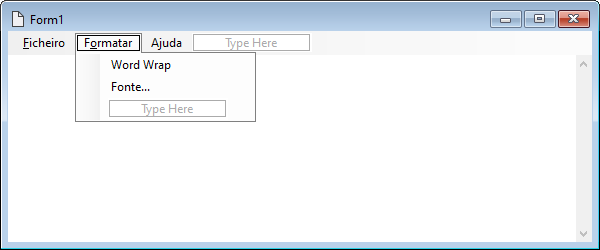 Form1
Ficheiro Formatar Ajuda Type Here
Word Wrap
Fonte...
Type Here